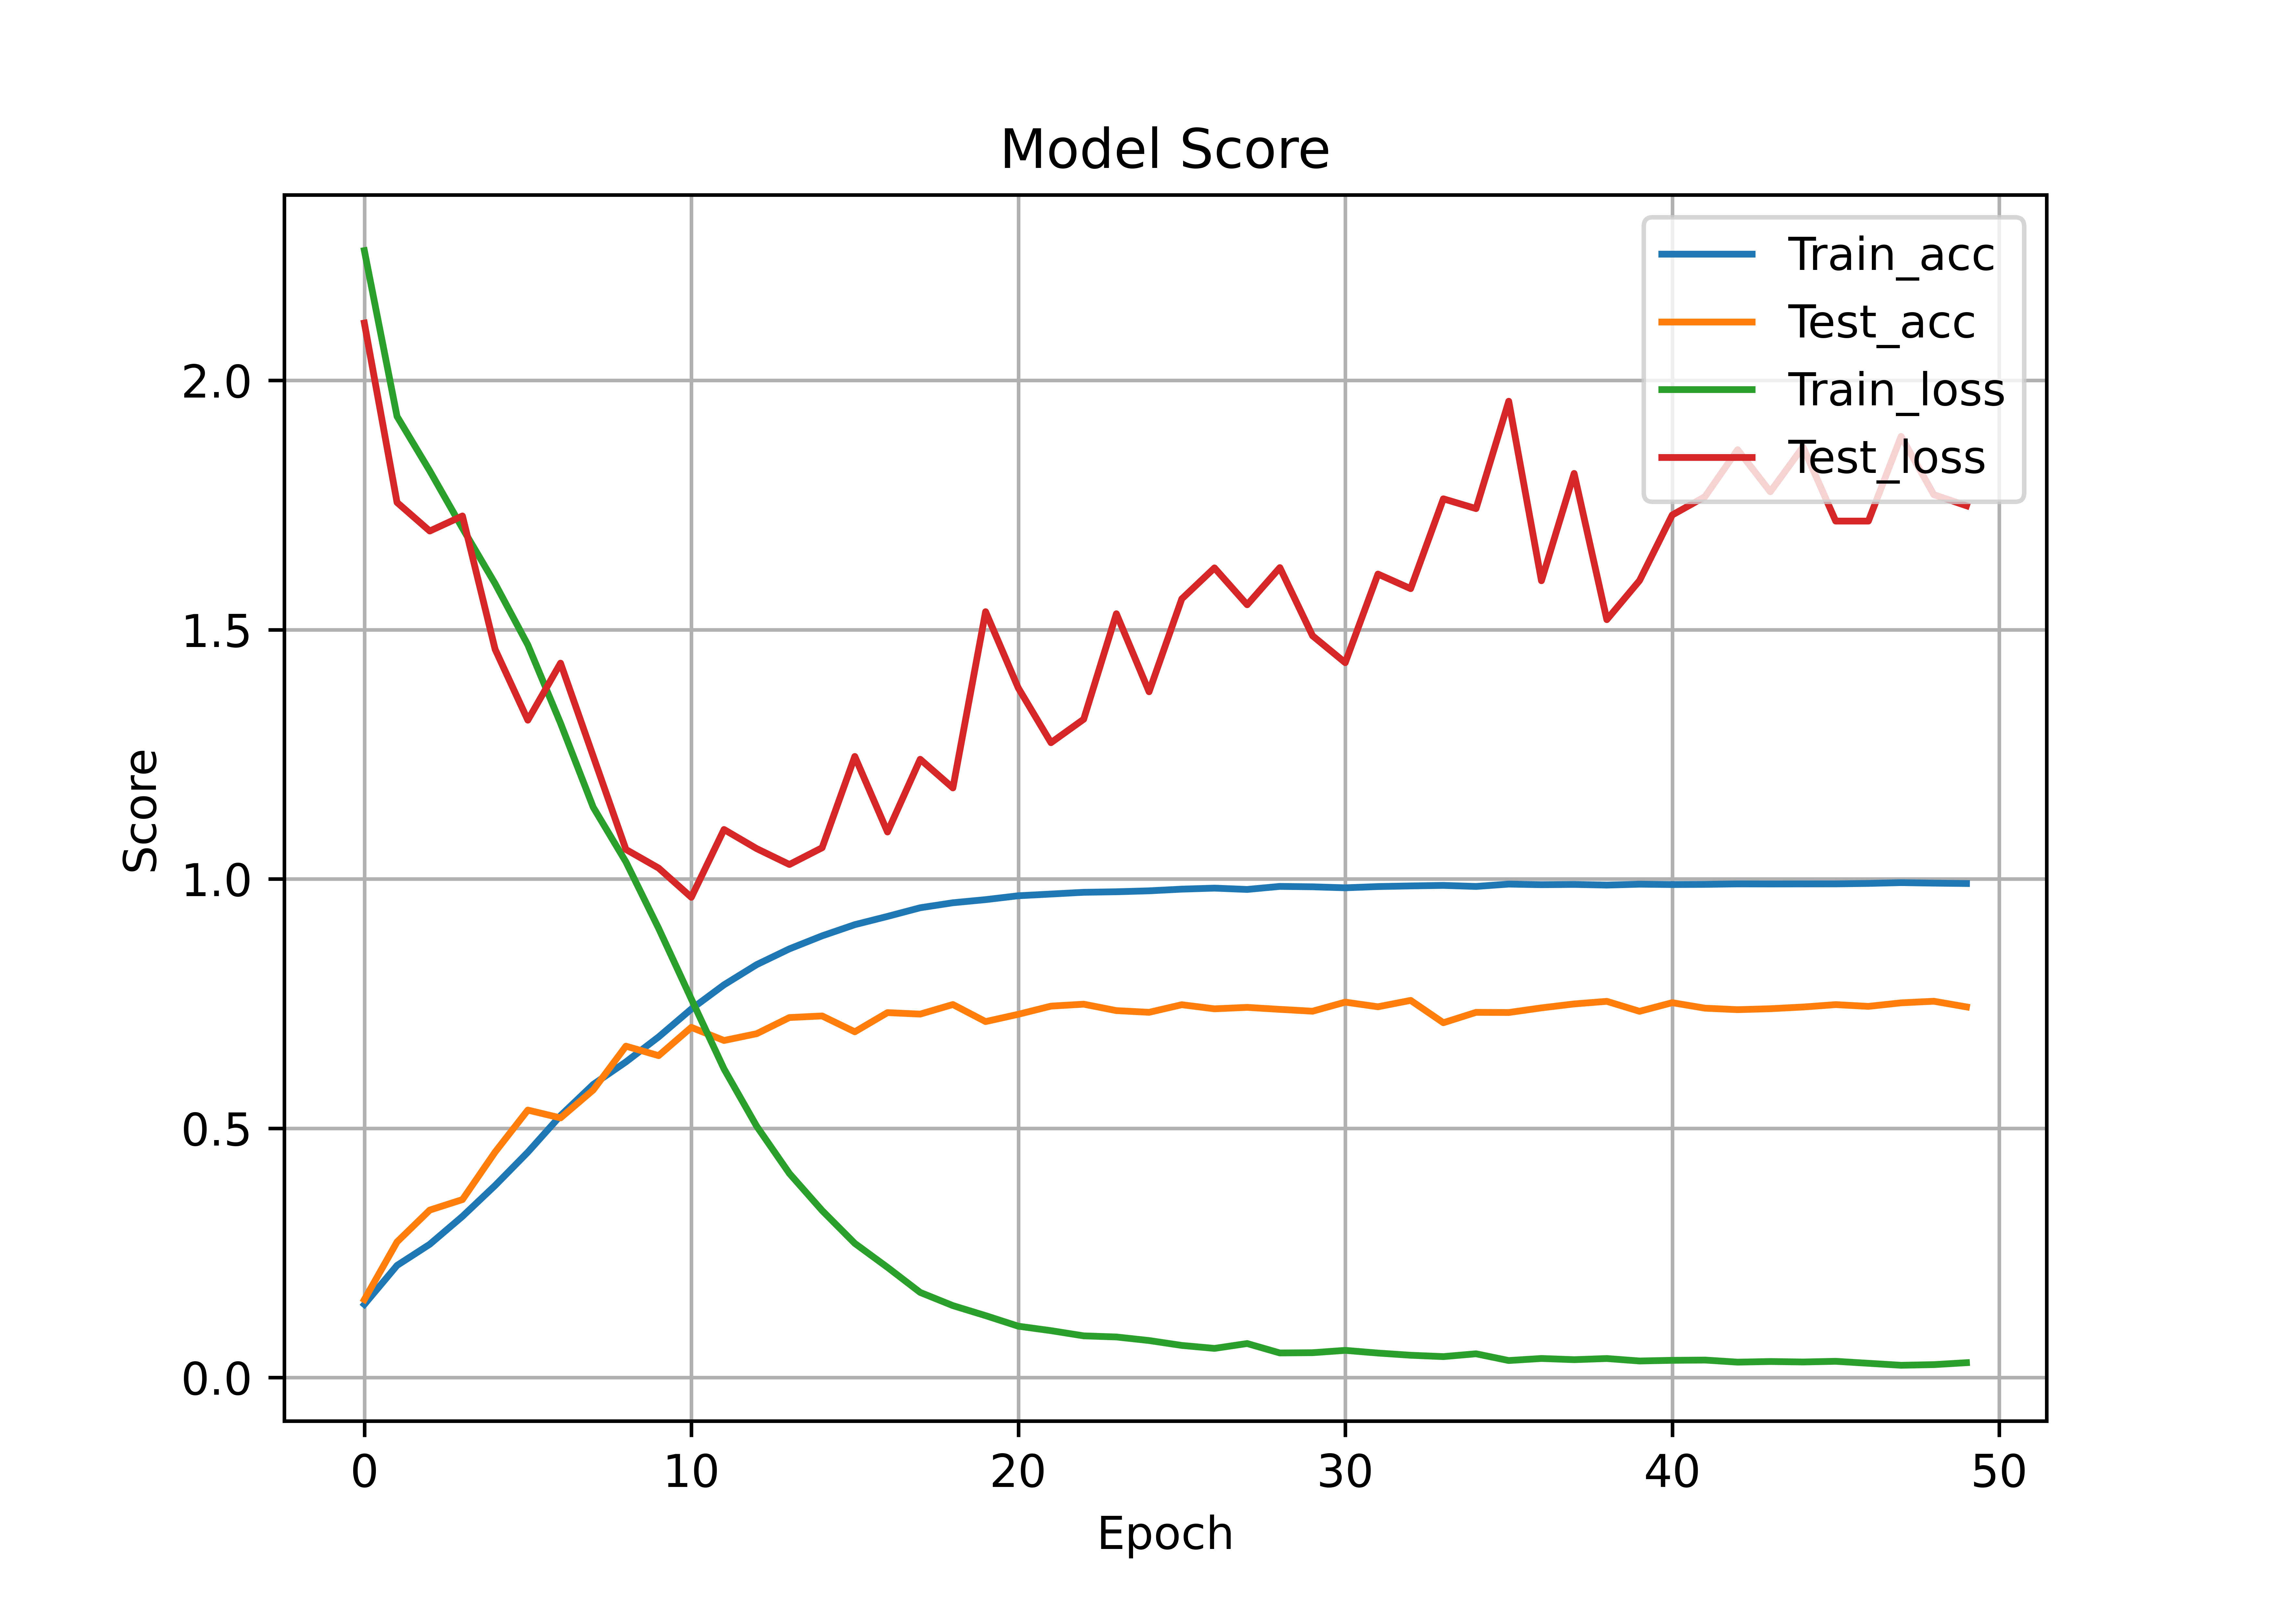 Model Score
Train_acc
Test_acc
Train_loss
Test_loss
2.0
1.5
1.0
0.5
0.0
Score
0 10 20 30 40 50
Epoch